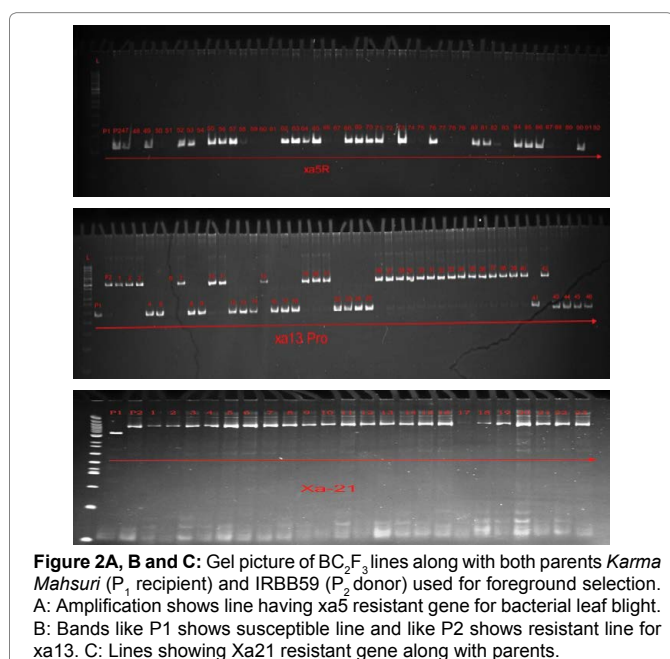 L
P1 P2 47 48 49 50 51 52 53 54 55 56 57 58 59 60 61 62 63 64 65 66 67 68 69 70 71 72 73 74 75 76 77 78 79 80 81 82 83 84 85 86 87 88 89 90 91 92
xa5R
L
P2
P1
xa13 Pro
P1 P2 1 2 3 4 5 6 7 8 9 10 11 12 13 14 15 16 17 18 19 20 21 22 23
Xa-21
Figure 2A, B and C: Gel picture of BC₂F₃ lines along with both parents Karma
Mahsuri (P₁ recipient) and IRBB59 (P₂ donor) used for foreground selection.
A: Amplification shows line having xa5 resistant gene for bacterial leaf blight.
B: Bands like P1 shows susceptible line and like P2 shows resistant line for
xa13. C: Lines showing Xa21 resistant gene along with parents.